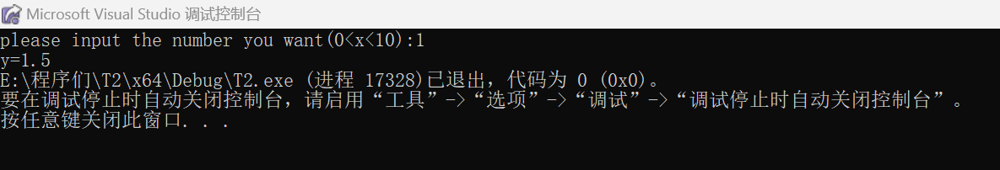 Microsoft Visual Studio 调试控制台
please input the number you want(0<x<10):1
y=1.5
E:\程序们\T2\x64\Debug\T2.exe (进程 17328)已退出，代码为 0 (0x0)。
要在调试停止时自动关闭控制台，请启用“工具”->“选项”->“调试”->“调试停止时自动关闭控制台”。
按任意键关闭此窗口. . .